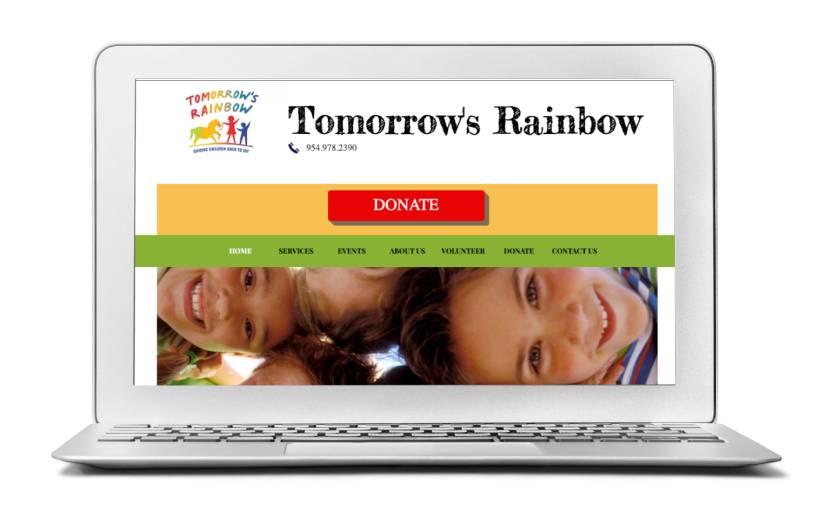 TOMORROW'S
RAINBOW
GUIDING CHILDREN BACK TO JOY
Tomorrow's Rainbow
954.978.2390
DONATE
HOME SERVICES EVENTS ABOUT US VOLUNTEER DONATE CONTACT US